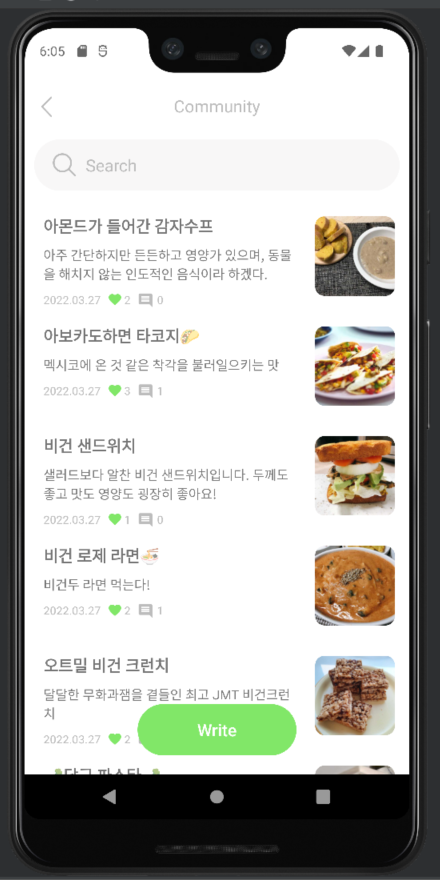 6:05
Community
Search
아몬드가 들어간 감자수프
아주 간단하지만 든든하고 영양가 있으며, 동물
을 해치지 않는 인도적인 음식이라 하겠다.
2022.03.27 2 0
아보카도하면 타코지🌮
멕시코에 온 것 같은 착각을 불러일으키는 맛
2022.03.27 3 1
비건 샌드위치
샐러드보다 알찬 비건 샌드위치입니다. 두께도
좋고 맛도 영양도 굉장히 좋아요!
2022.03.27 1 0
비건 로제 라면🍜
비건두 라면 먹는다!
2022.03.27 2 1
오트밀 비건 크런치
달달한 무화과잼을 곁들인 최고 JMT 비건크런
치
2022.03.27 2
Write